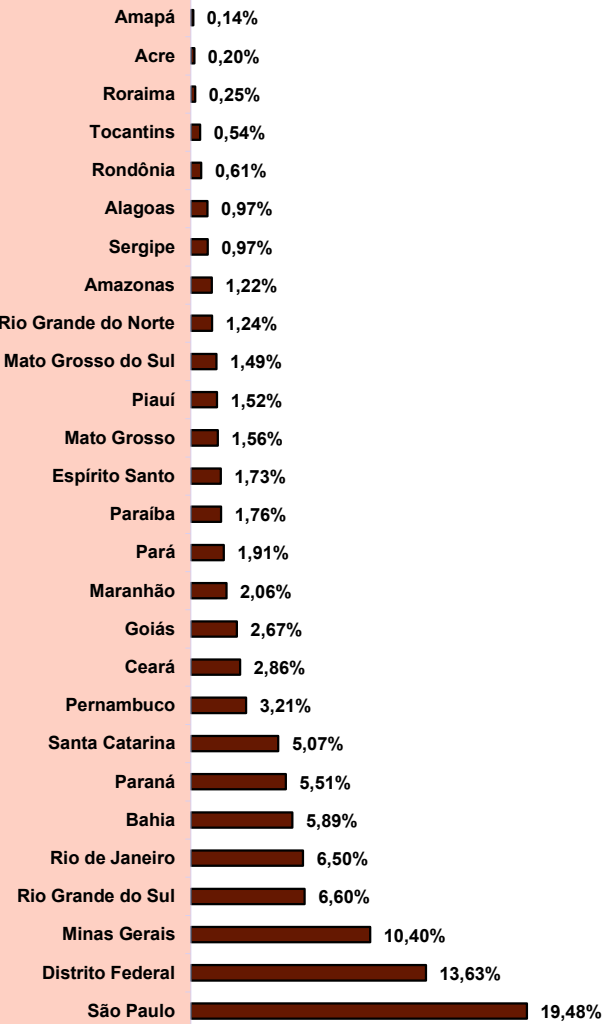 Amapá 0,14%
Acre 0,20%
Roraima 0,25%
Tocantins 0,54%
Rondônia 0,61%
Alagoas 0,97%
Sergipe 0,97%
Amazonas 1,22%
Rio Grande do Norte 1,24%
Mato Grosso do Sul 1,49%
Piauí 1,52%
Mato Grosso 1,56%
Espírito Santo 1,73%
Paraíba 1,76%
Pará 1,91%
Maranhão 2,06%
Goiás 2,67%
Ceará 2,86%
Pernambuco 3,21%
Santa Catarina 5,07%
Paraná 5,51%
Bahia 5,89%
Rio de Janeiro 6,50%
Rio Grande do Sul 6,60%
Minas Gerais 10,40%
Distrito Federal 13,63%
São Paulo 19,48%